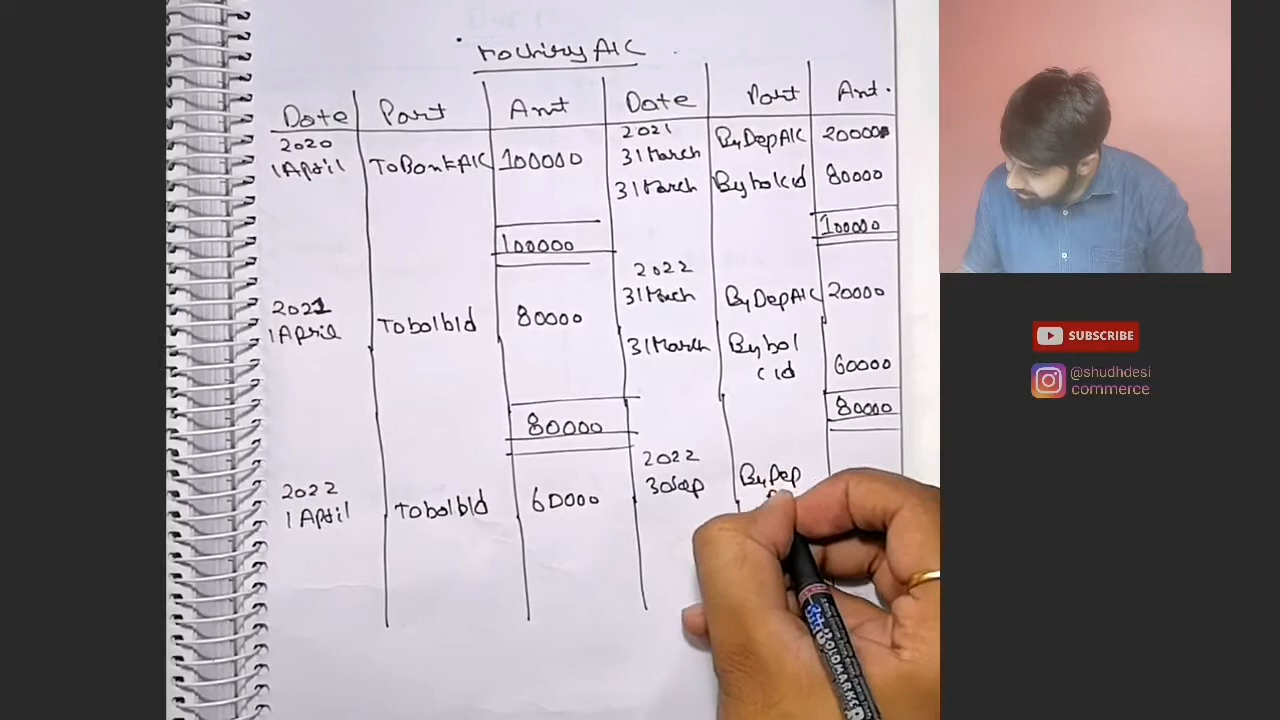 Machinery A/C
Date Part Amt Date Part Amt.
2020 2021
1 April To Bank A/C 100000 31 March By Dep A/C 20000
31 March By bal c/d 80000
100000 100000
2021 2022
1 April To bal b/d 80000 31 March By Dep A/C 20000
31 March By bal
c/d 60000
80000 80000
2022 2022
1 April To bal b/d 60000 30 Sep By Dep
SUBSCRIBE
@shudhdesi
commerce